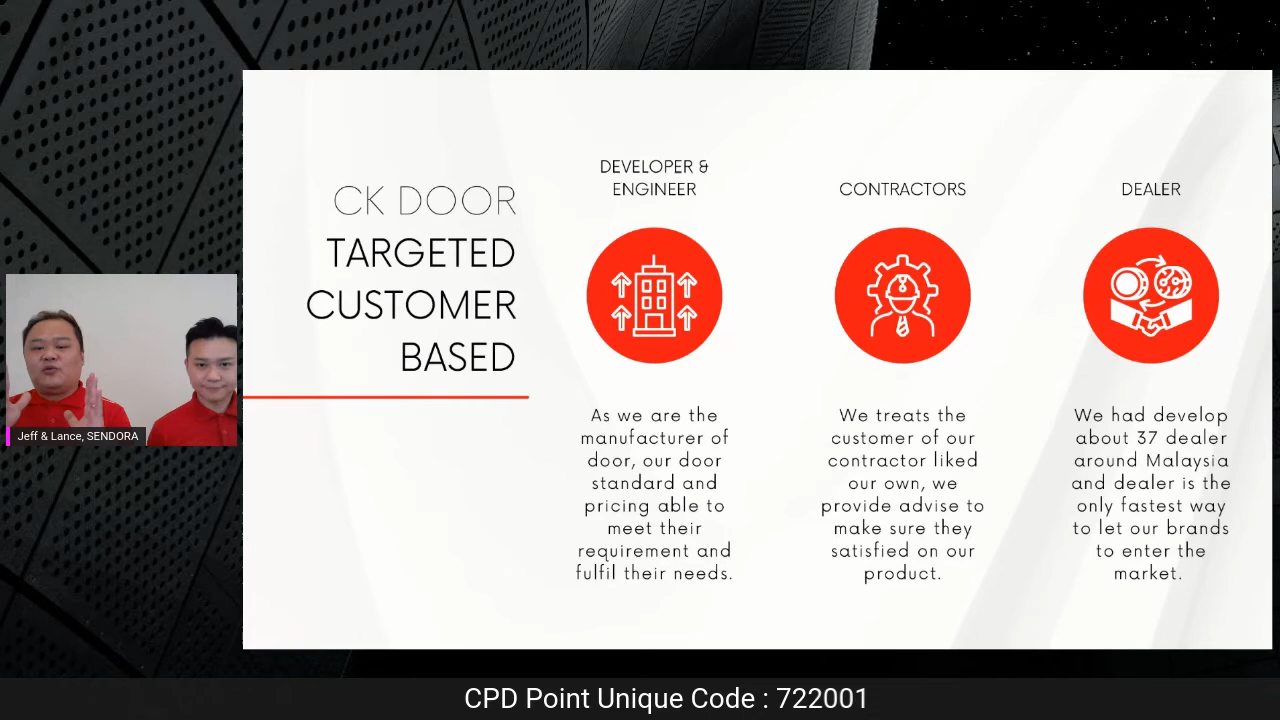 CK DOOR
TARGETED
CUSTOMER
BASED
DEVELOPER &
ENGINEER
As we are the
manufacturer of
door, our door
standard and
pricing able to
meet their
requirement and
fulfil their needs.
CONTRACTORS
We treats the
customer of our
contractor liked
our own, we
provide advise to
make sure they
satisfied on our
product.
DEALER
We had develop
about 37 dealer
around Malaysia
and dealer is the
only fastest way
to let our brands
to enter the
market.
Jeff & Lance, SENDORA
CPD Point Unique Code : 722001